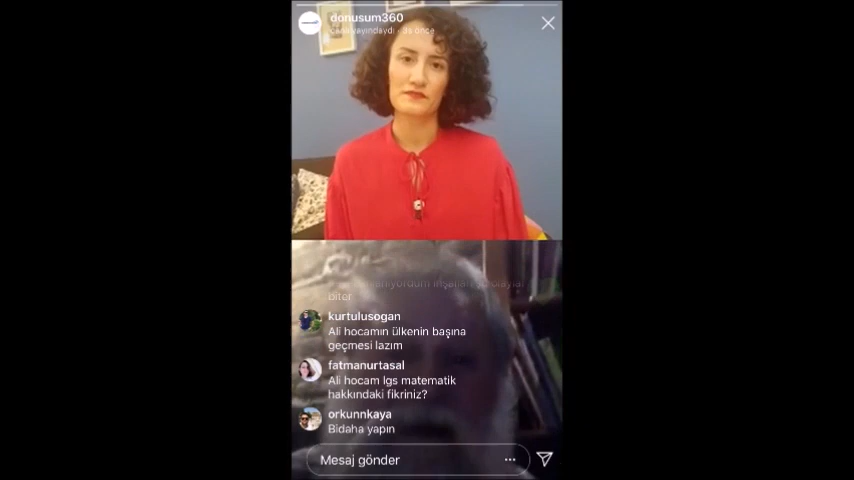 donusum360
kurtulusogan
Ali hocamın ülkenin başına
geçmesi lazım
fatmanurtasal
Ali hocam lgs matematik
hakkındaki fikriniz?
orkunnkaya
Bidaha yapın
Mesaj gönder